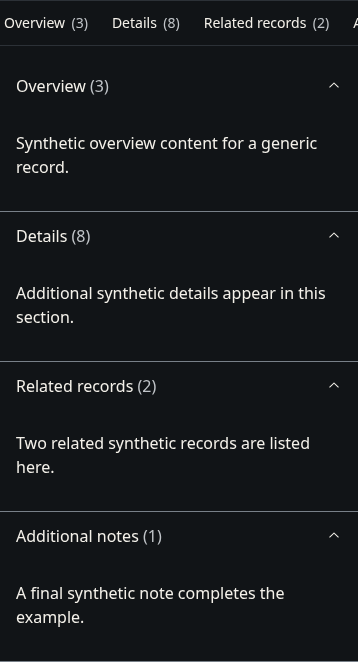 Overview (3) Details (8) Related records (2) A
Overview (3)
Synthetic overview content for a generic
record.
Details (8)
Additional synthetic details appear in this
section.
Related records (2)
Two related synthetic records are listed
here.
Additional notes (1)
A final synthetic note completes the
example.